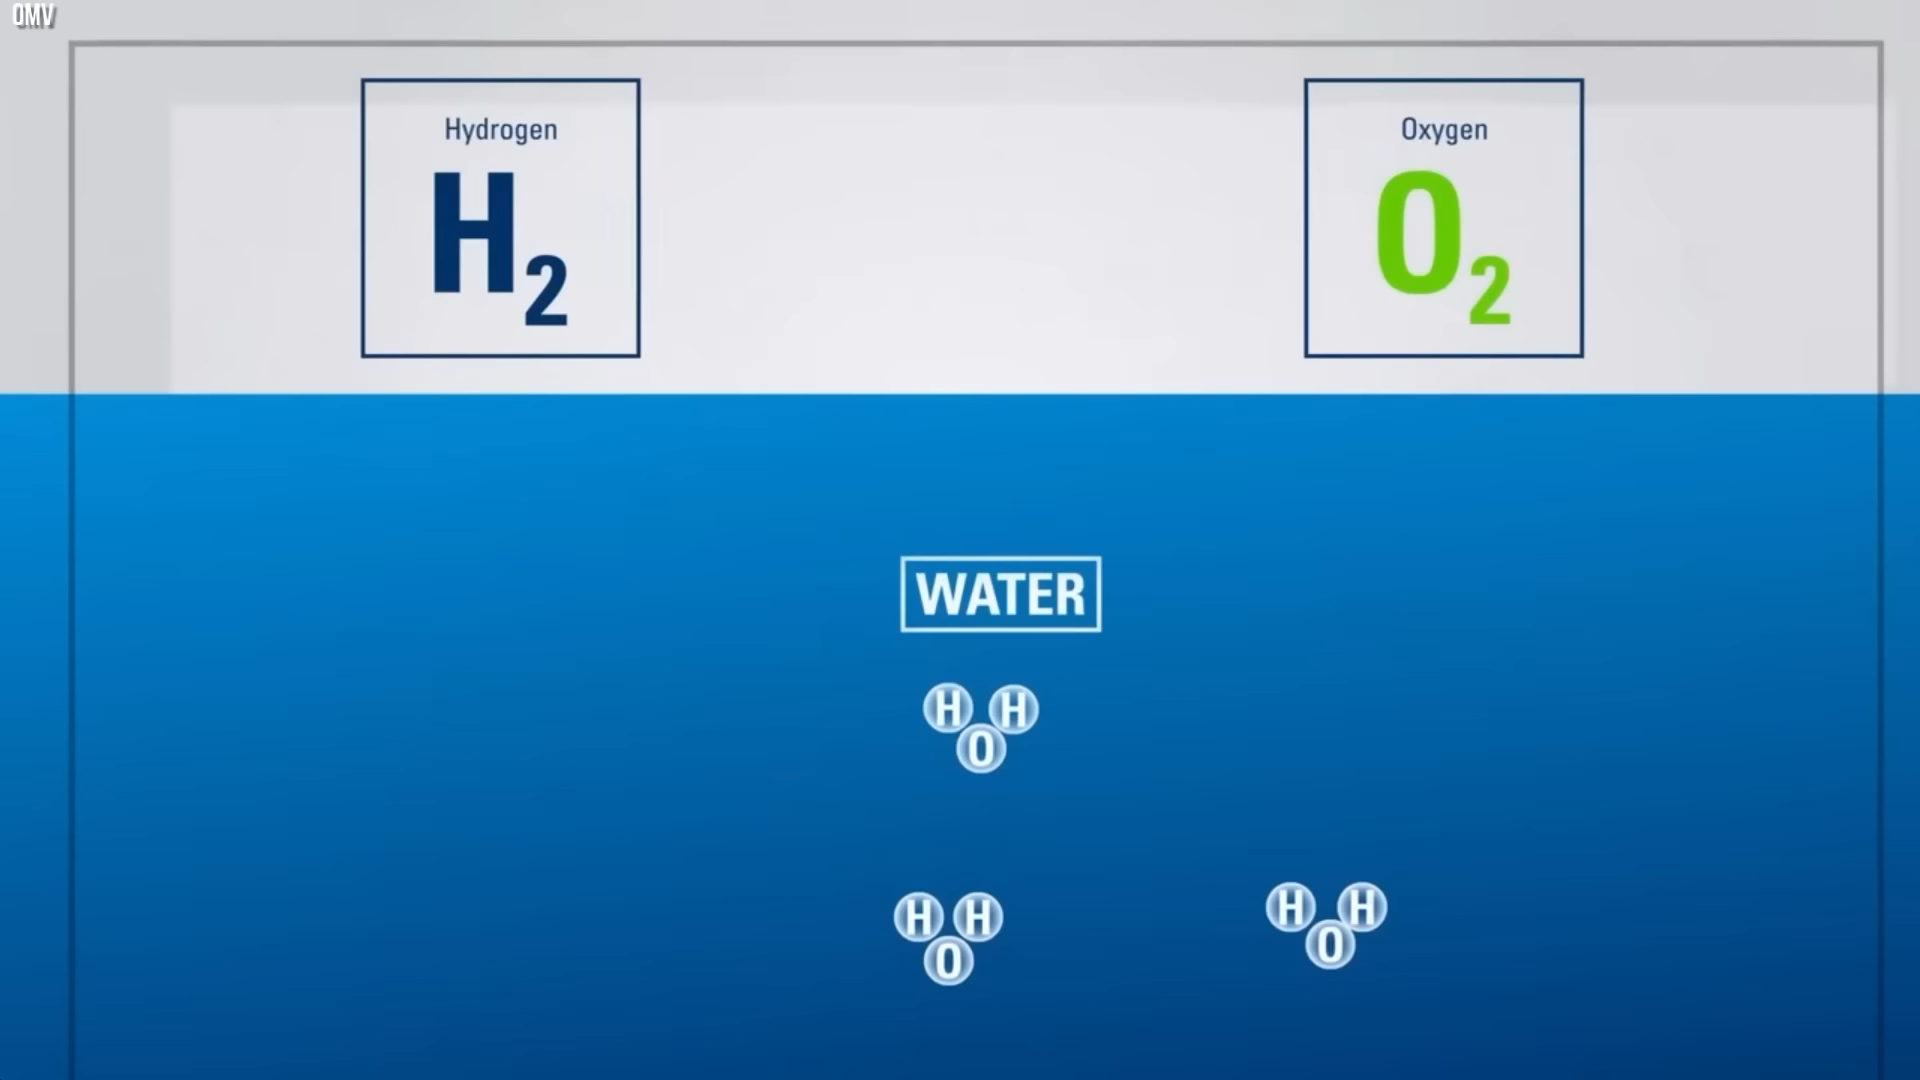 OMV
Hydrogen
H2
Oxygen
O2
WATER
H H
O
H H
O
H H
O